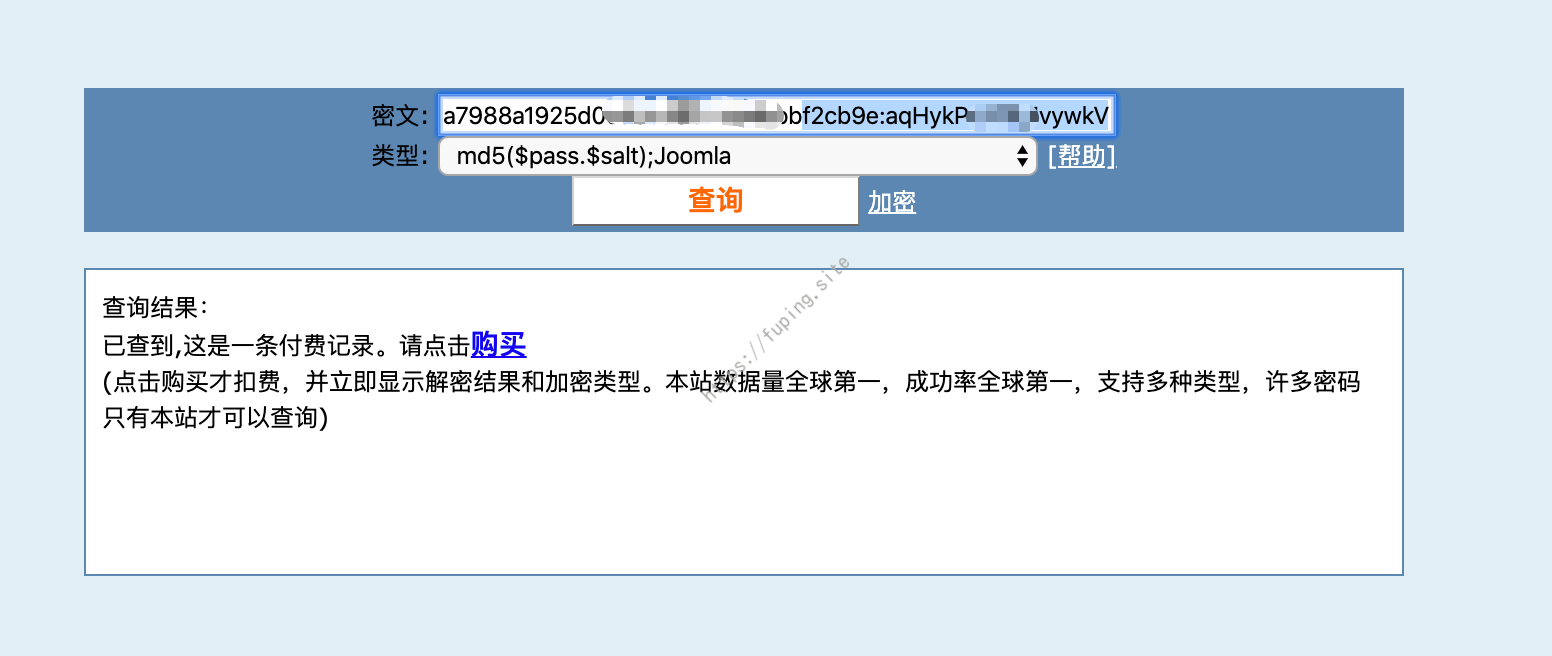 密文：a7988a1925d0 bf2cb9e:aqHykP vywkV
类型：md5($pass.$salt);Joomla [帮助]
查询 加密
查询结果：
已查到,这是一条付费记录。请点击购买
(点击购买才扣费，并立即显示解密结果和加密类型。本站数据量全球第一，成功率全球第一，支持多种类型，许多密码
只有本站才可以查询)
https://fuping.site